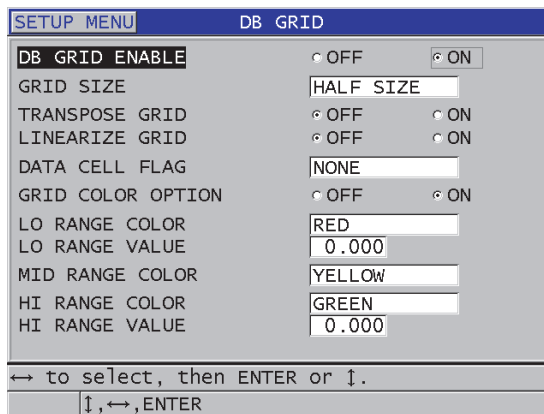 SETUP MENU DB GRID
DB GRID ENABLE OFF ON
GRID SIZE HALF SIZE
TRANSPOSE GRID OFF ON
LINEARIZE GRID OFF ON
DATA CELL FLAG NONE
GRID COLOR OPTION OFF ON
LO RANGE COLOR RED
LO RANGE VALUE 0.000
MID RANGE COLOR YELLOW
HI RANGE COLOR GREEN
HI RANGE VALUE 0.000
↔ to select, then ENTER or ↕.
↕,↔,ENTER